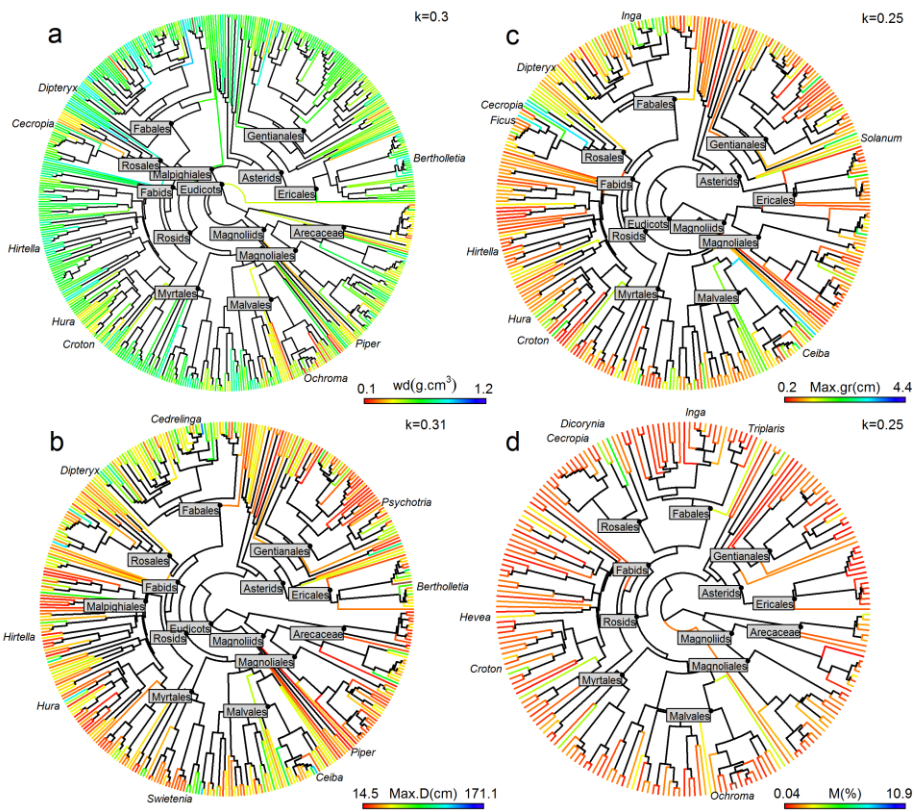 a
k=0.3
Dipteryx
Cecropia
Fabales
Gentianales
Bertholletia
Rosales
Malpighiales
Asterids
Fabids
Eudicots
Ericales
Hirtella
Rosids
Magnoliids
Arecaceae
Magnoliales
Myrtales
Malvales
Hura
Croton
Piper
Ochroma
wd(g.cm³)
0.1
1.2
c
k=0.25
Inga
Dipteryx
Cecropia
Ficus
Fabales
Gentianales
Solanum
Rosales
Asterids
Fabids
Ericales
Eudicots
Magnoliids
Rosids
Magnoliales
Hirtella
Myrtales
Malvales
Hura
Croton
Ceiba
0.2 Max.gr(cm) 4.4
b
k=0.31
Cedrelinga
Dipteryx
Psychotria
Fabales
Rosales
Gentianales
Fabids
Asterids
Ericales
Bertholletia
Malpighiales
Eudicots
Arecaceae
Hirtella
Rosids
Magnoliids
Magnoliales
Myrtales
Malvales
Hura
Piper
Ceiba
Swietenia
14.5 Max.D(cm) 171.1
d
k=0.25
Inga
Dicorynia
Triplaris
Cecropia
Fabales
Rosales
Gentianales
Fabids
Asterids
Ericales
Hevea
Rosids
Magnoliids
Arecaceae
Croton
Magnoliales
Myrtales
Malvales
Ochroma
0.04 M(%) 10.9